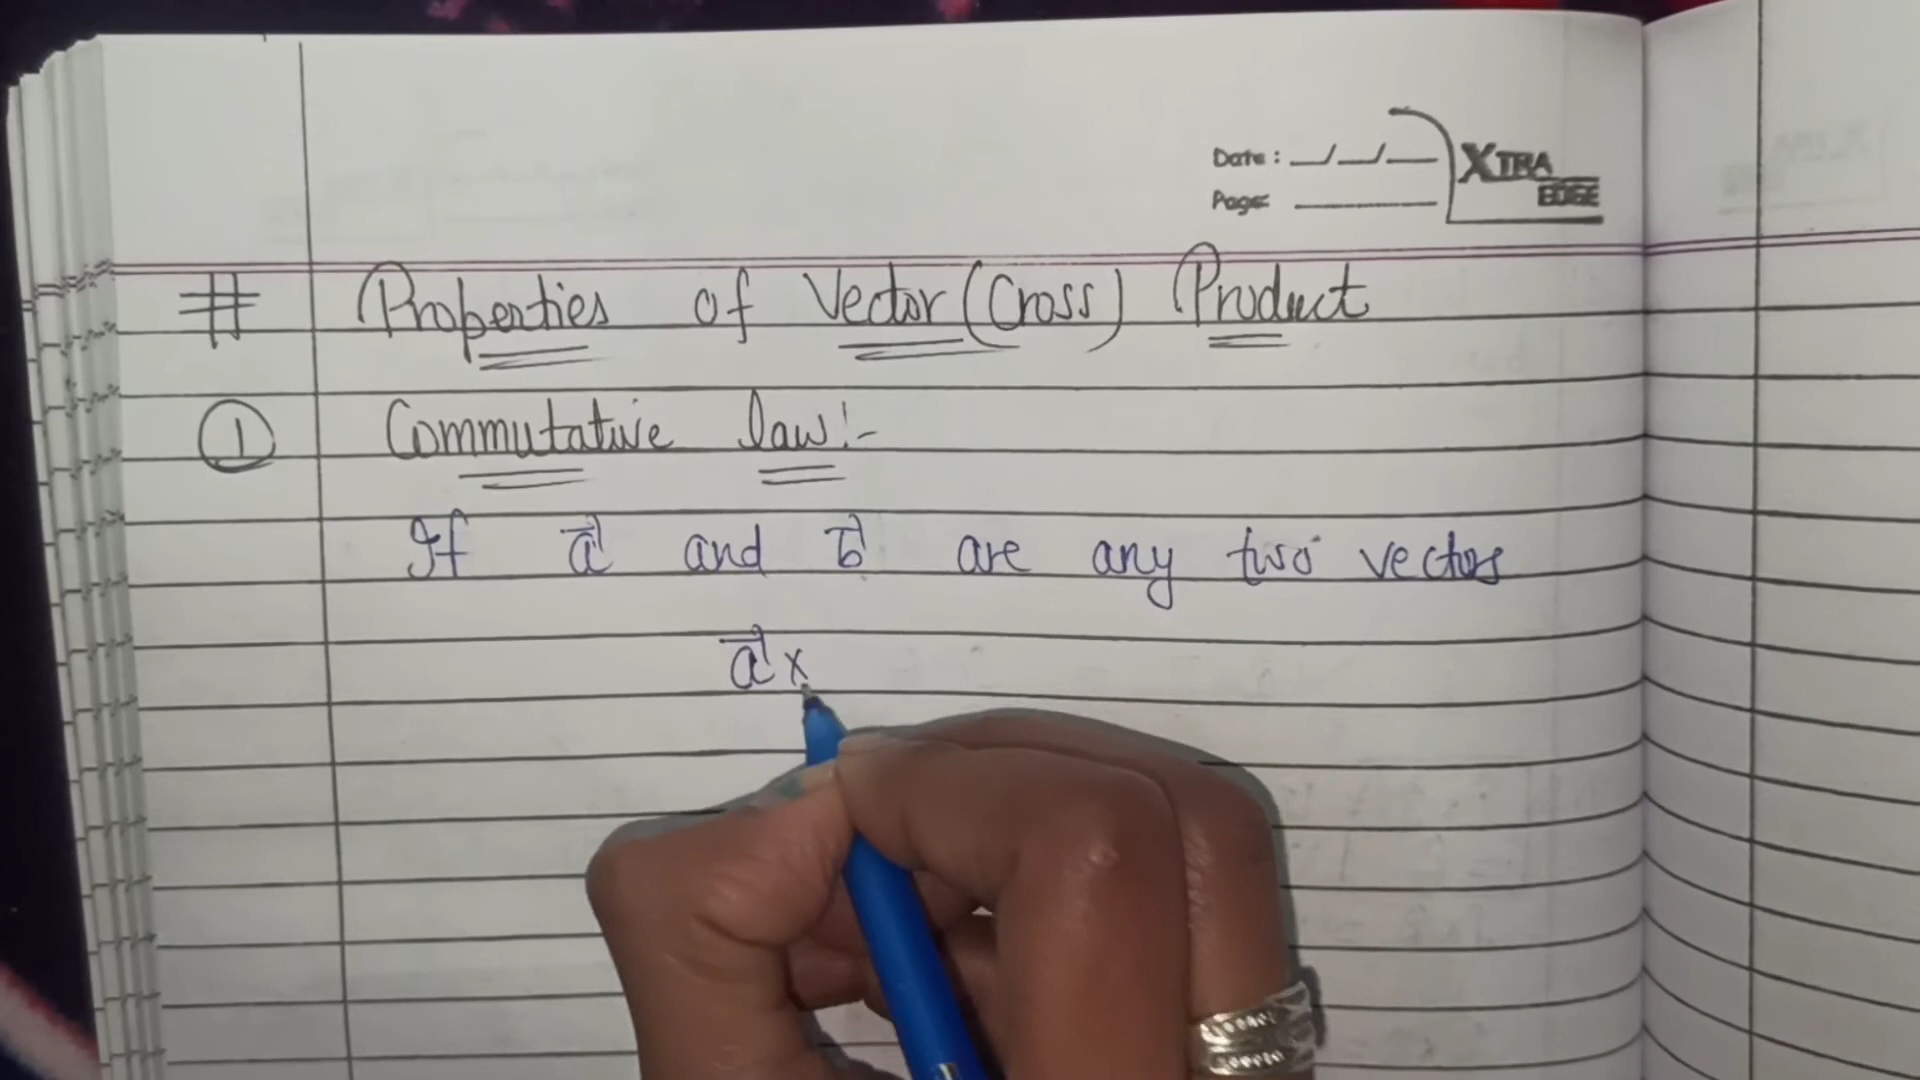 Date : __/__/__
Page: ______
XTRA
EDGE
# Properties of Vector (Cross) Product
① Commutative law:-
If a⃗ and b⃗ are any two vectors
a⃗ x